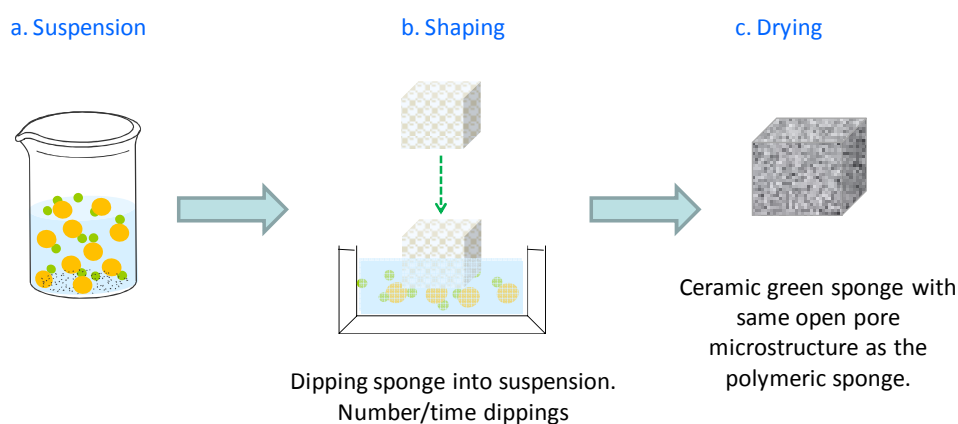 a. Suspension
b. Shaping
c. Drying
Dipping sponge into suspension.
Number/time dippings
Ceramic green sponge with
same open pore
microstructure as the
polymeric sponge.